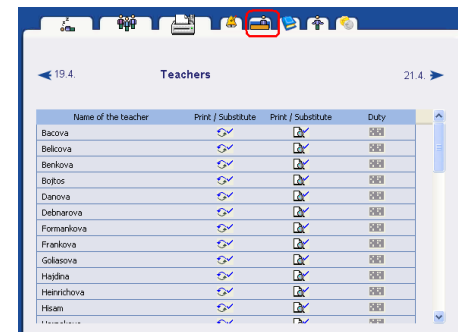 19.4.
Teachers
21.4.
Name of the teacher Print / Substitute Print / Substitute Duty
Bacova
Belicova
Benkova
Bojtos
Danova
Debnarova
Formankova
Frankova
Goliasova
Hajdina
Heinrichova
Hisam